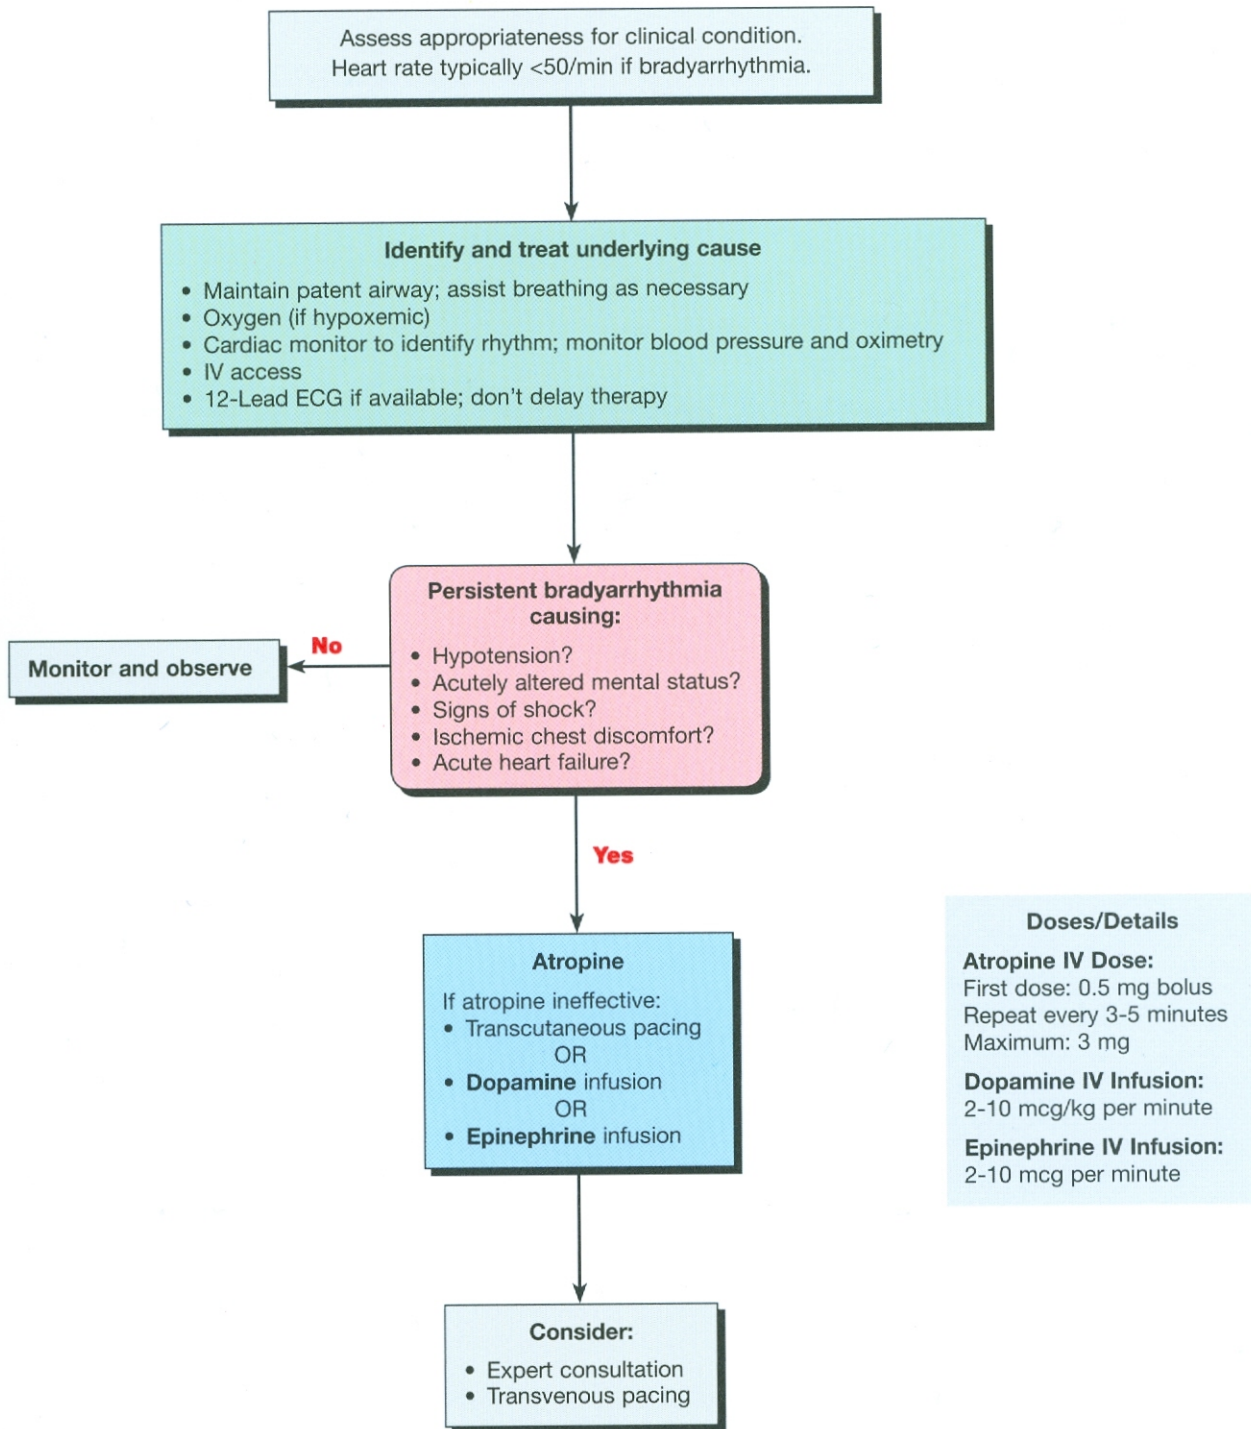 Assess appropriateness for clinical condition.
Heart rate typically <50/min if bradyarrhythmia.
Identify and treat underlying cause
• Maintain patent airway; assist breathing as necessary
• Oxygen (if hypoxemic)
• Cardiac monitor to identify rhythm; monitor blood pressure and oximetry
• IV access
• 12-Lead ECG if available; don't delay therapy
Persistent bradyarrhythmia
causing:
• Hypotension?
• Acutely altered mental status?
• Signs of shock?
• Ischemic chest discomfort?
• Acute heart failure?
No
Monitor and observe
Yes
Atropine
If atropine ineffective:
• Transcutaneous pacing
OR
• Dopamine infusion
OR
• Epinephrine infusion
Doses/Details
Atropine IV Dose:
First dose: 0.5 mg bolus
Repeat every 3-5 minutes
Maximum: 3 mg
Dopamine IV Infusion:
2-10 mcg/kg per minute
Epinephrine IV Infusion:
2-10 mcg per minute
Consider:
• Expert consultation
• Transvenous pacing